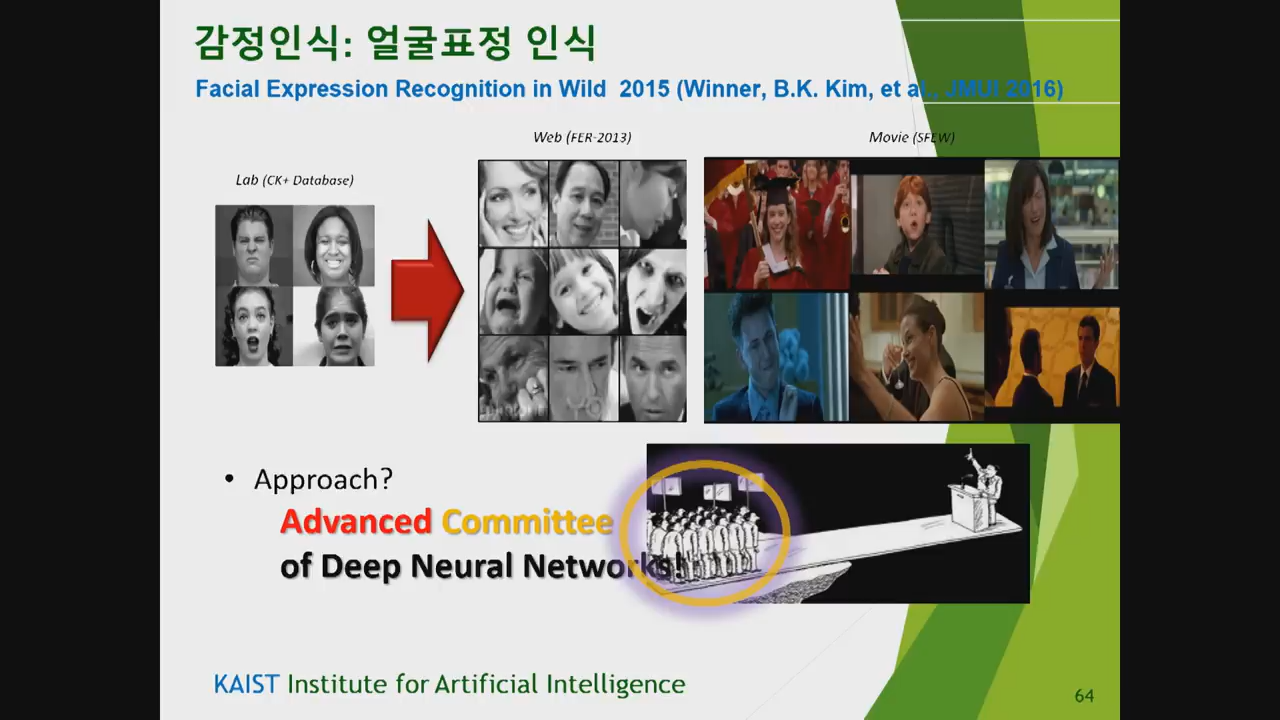 감정인식: 얼굴표정 인식
Facial Expression Recognition in Wild 2015 (Winner, B.K. Kim, et al., JMUI 2016)
Web (FER-2013)
Movie (SFEW)
Lab (CK+ Database)
• Approach?
Advanced Committee
of Deep Neural Networks!
KAIST Institute for Artificial Intelligence
64